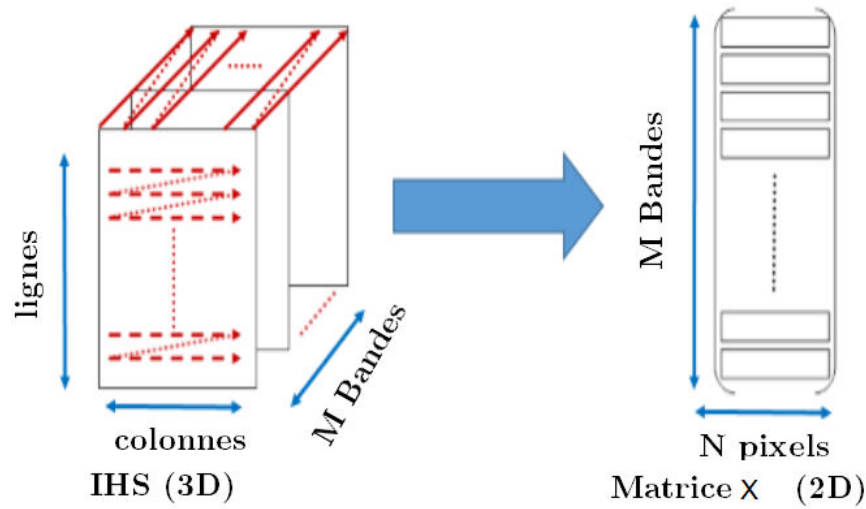 lignes
colonnes
M Bandes
IHS (3D)
M Bandes
N pixels
Matrice X (2D)